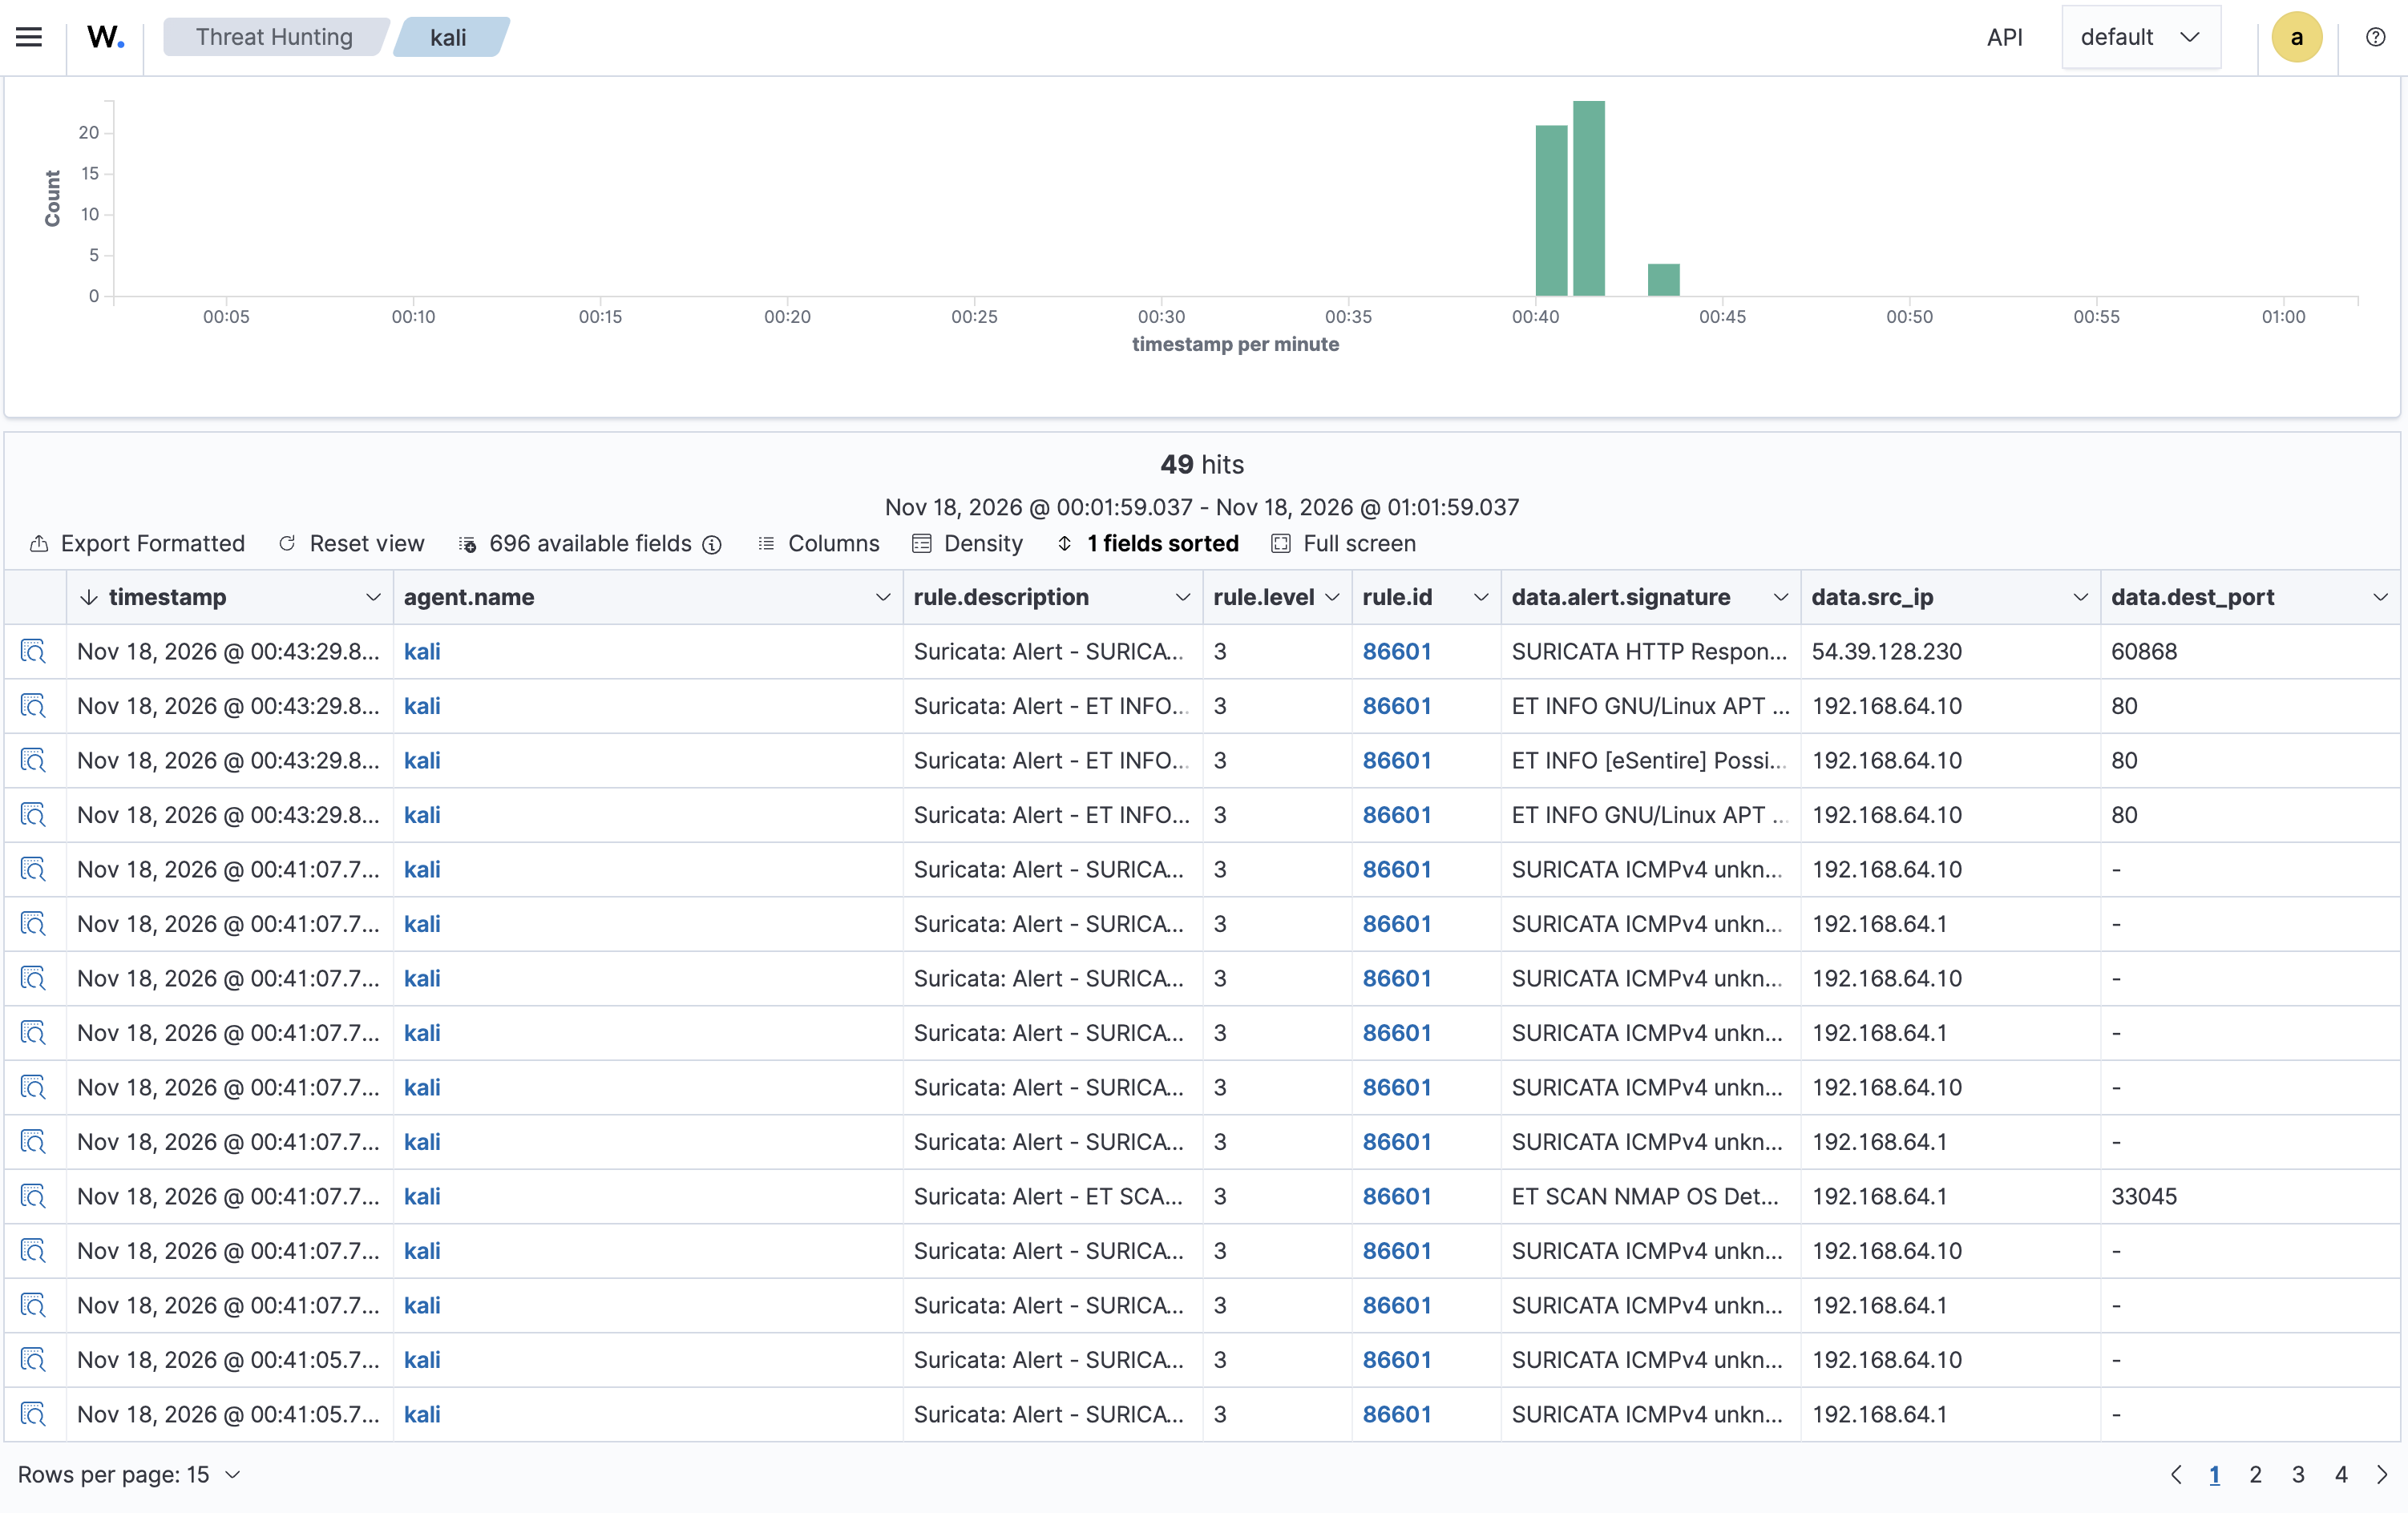 W. Threat Hunting kali API default a
Count
20
15
10
5
0
00:05 00:10 00:15 00:20 00:25 00:30 00:35 00:40 00:45 00:50 00:55 01:00
timestamp per minute
49 hits
Nov 18, 2026 @ 00:01:59.037 - Nov 18, 2026 @ 01:01:59.037
Export Formatted Reset view 696 available fields Columns Density 1 fields sorted Full screen
timestamp agent.name rule.description rule.level rule.id data.alert.signature data.src_ip data.dest_port
Nov 18, 2026 @ 00:43:29.8... kali Suricata: Alert - SURICA... 3 86601 SURICATA HTTP Respon... 54.39.128.230 60868
Nov 18, 2026 @ 00:43:29.8... kali Suricata: Alert - ET INFO... 3 86601 ET INFO GNU/Linux APT ... 192.168.64.10 80
Nov 18, 2026 @ 00:43:29.8... kali Suricata: Alert - ET INFO... 3 86601 ET INFO [eSentire] Possi... 192.168.64.10 80
Nov 18, 2026 @ 00:43:29.8... kali Suricata: Alert - ET INFO... 3 86601 ET INFO GNU/Linux APT ... 192.168.64.10 80
Nov 18, 2026 @ 00:41:07.7... kali Suricata: Alert - SURICA... 3 86601 SURICATA ICMPv4 unkn... 192.168.64.10 -
Nov 18, 2026 @ 00:41:07.7... kali Suricata: Alert - SURICA... 3 86601 SURICATA ICMPv4 unkn... 192.168.64.1 -
Nov 18, 2026 @ 00:41:07.7... kali Suricata: Alert - SURICA... 3 86601 SURICATA ICMPv4 unkn... 192.168.64.10 -
Nov 18, 2026 @ 00:41:07.7... kali Suricata: Alert - SURICA... 3 86601 SURICATA ICMPv4 unkn... 192.168.64.1 -
Nov 18, 2026 @ 00:41:07.7... kali Suricata: Alert - SURICA... 3 86601 SURICATA ICMPv4 unkn... 192.168.64.10 -
Nov 18, 2026 @ 00:41:07.7... kali Suricata: Alert - SURICA... 3 86601 SURICATA ICMPv4 unkn... 192.168.64.1 -
Nov 18, 2026 @ 00:41:07.7... kali Suricata: Alert - ET SCA... 3 86601 ET SCAN NMAP OS Det... 192.168.64.1 33045
Nov 18, 2026 @ 00:41:07.7... kali Suricata: Alert - SURICA... 3 86601 SURICATA ICMPv4 unkn... 192.168.64.10 -
Nov 18, 2026 @ 00:41:07.7... kali Suricata: Alert - SURICA... 3 86601 SURICATA ICMPv4 unkn... 192.168.64.1 -
Nov 18, 2026 @ 00:41:05.7... kali Suricata: Alert - SURICA... 3 86601 SURICATA ICMPv4 unkn... 192.168.64.10 -
Nov 18, 2026 @ 00:41:05.7... kali Suricata: Alert - SURICA... 3 86601 SURICATA ICMPv4 unkn... 192.168.64.1 -
Rows per page: 15 1 2 3 4